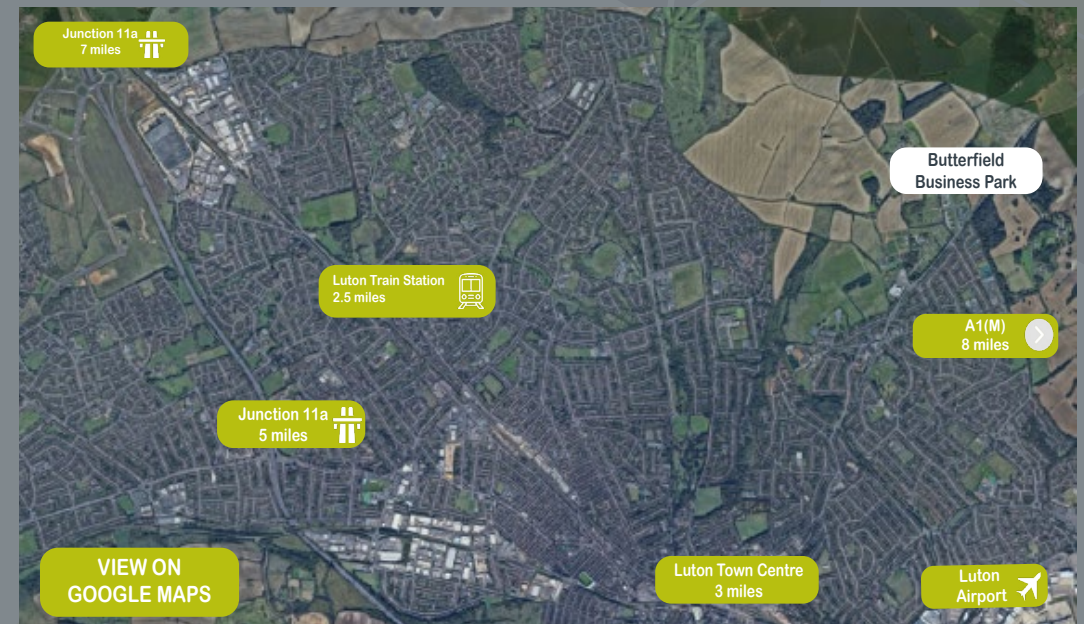 Junction 11a
7 miles
Butterfield
Business Park
Luton Train Station
2.5 miles
A1(M)
8 miles
Junction 11a
5 miles
VIEW ON
GOOGLE MAPS
Luton Town Centre
3 miles
Luton
Airport